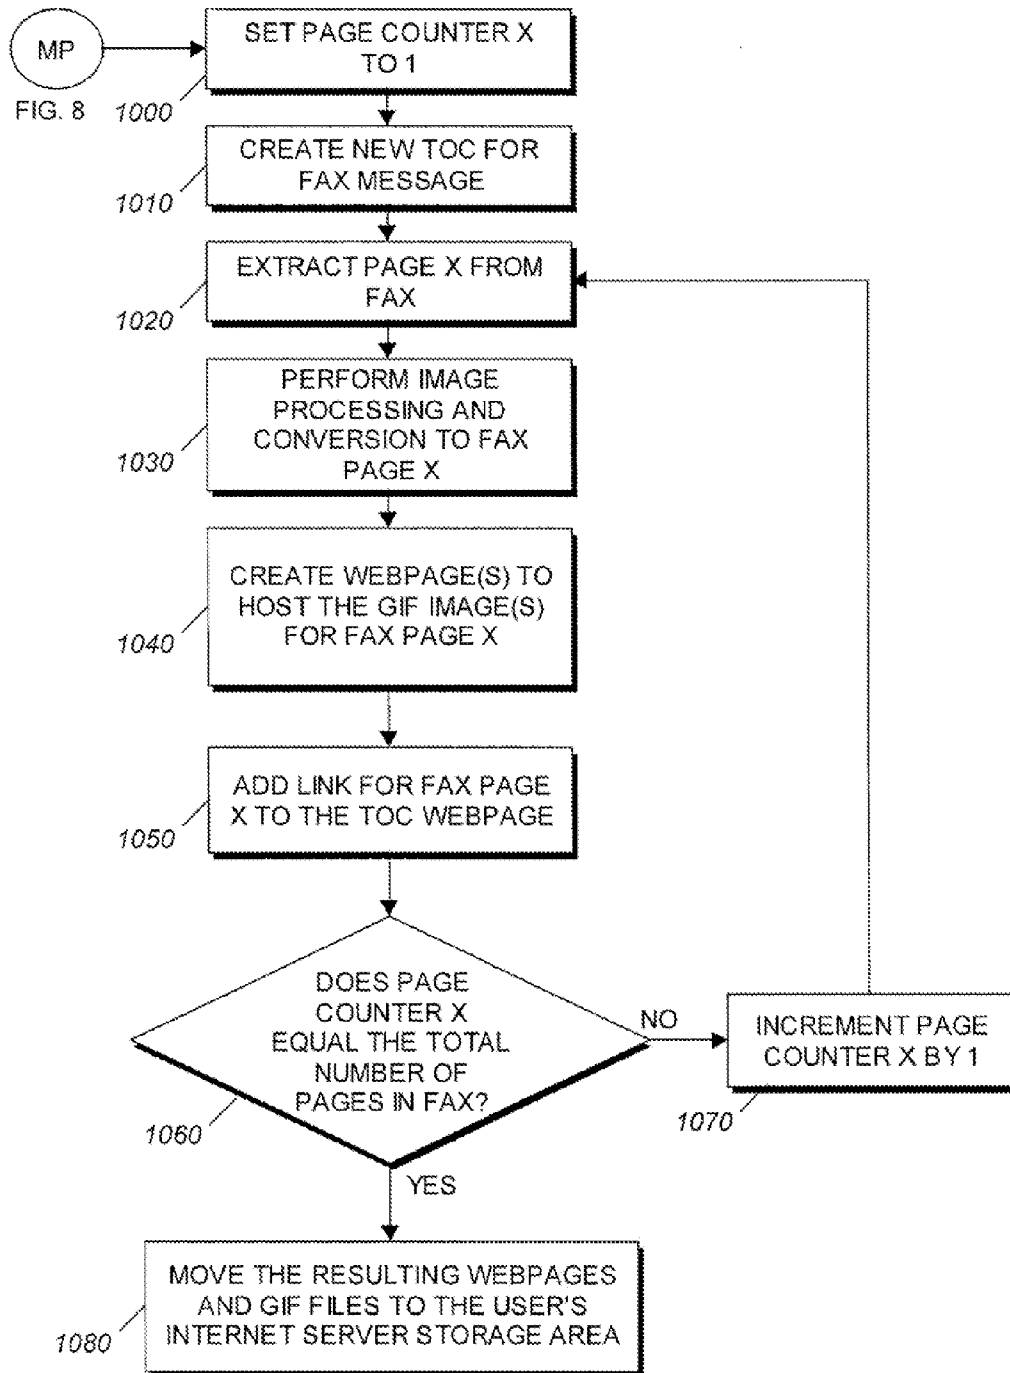 MP
FIG. 8
SET PAGE COUNTER X
TO 1
1000
CREATE NEW TOC FOR
FAX MESSAGE
1010
EXTRACT PAGE X FROM
FAX
1020
PERFORM IMAGE
PROCESSING AND
CONVERSION TO FAX
PAGE X
1030
CREATE WEBPAGE(S) TO
HOST THE GIF IMAGE(S)
FOR FAX PAGE X
1040
ADD LINK FOR FAX PAGE
X TO THE TOC WEBPAGE
1050
DOES PAGE
COUNTER X
EQUAL THE TOTAL
NUMBER OF
PAGES IN FAX?
1060
NO
INCREMENT PAGE
COUNTER X BY 1
1070
YES
MOVE THE RESULTING WEBPAGES
AND GIF FILES TO THE USER'S
INTERNET SERVER STORAGE AREA
1080